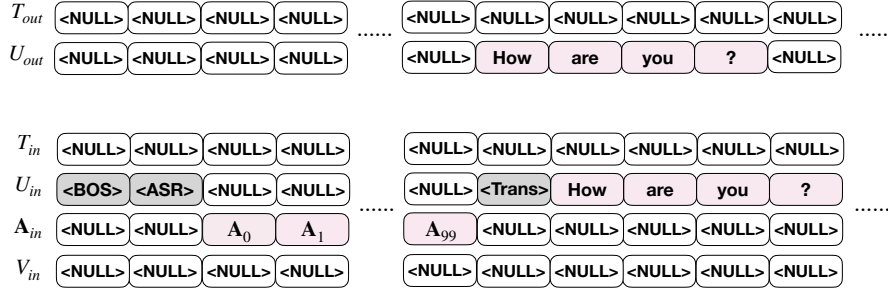 T_out <NULL> <NULL> <NULL> <NULL> ...... <NULL> <NULL> <NULL> <NULL> <NULL> <NULL> ......
U_out <NULL> <NULL> <NULL> <NULL> <NULL> How are you ? <NULL>
T_in <NULL> <NULL> <NULL> <NULL> <NULL> <NULL> <NULL> <NULL> <NULL> <NULL>
U_in <BOS> <ASR> <NULL> <NULL> ...... <NULL> <Trans> How are you ? ......
A_in <NULL> <NULL> A_0 A_1 A_99 <NULL> <NULL> <NULL> <NULL> <NULL>
V_in <NULL> <NULL> <NULL> <NULL> <NULL> <NULL> <NULL> <NULL> <NULL> <NULL>